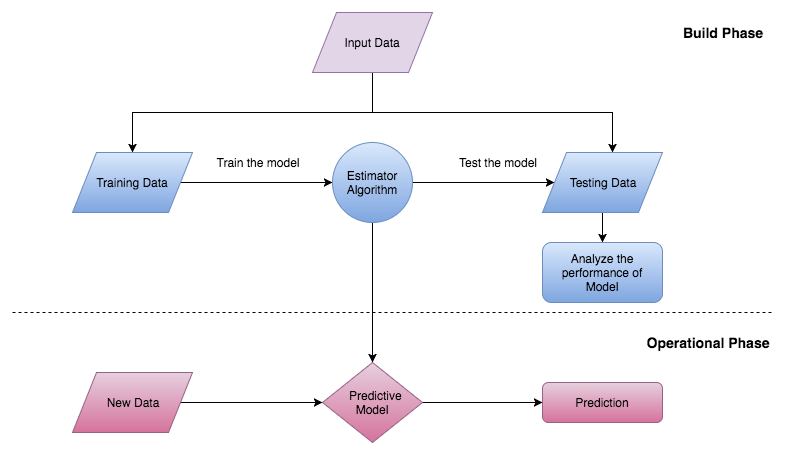 Input Data
Build Phase
Train the model
Test the model
Training Data
Estimator
Algorithm
Testing Data
Analyze the
performance of
Model
Operational Phase
New Data
Predictive
Model
Prediction